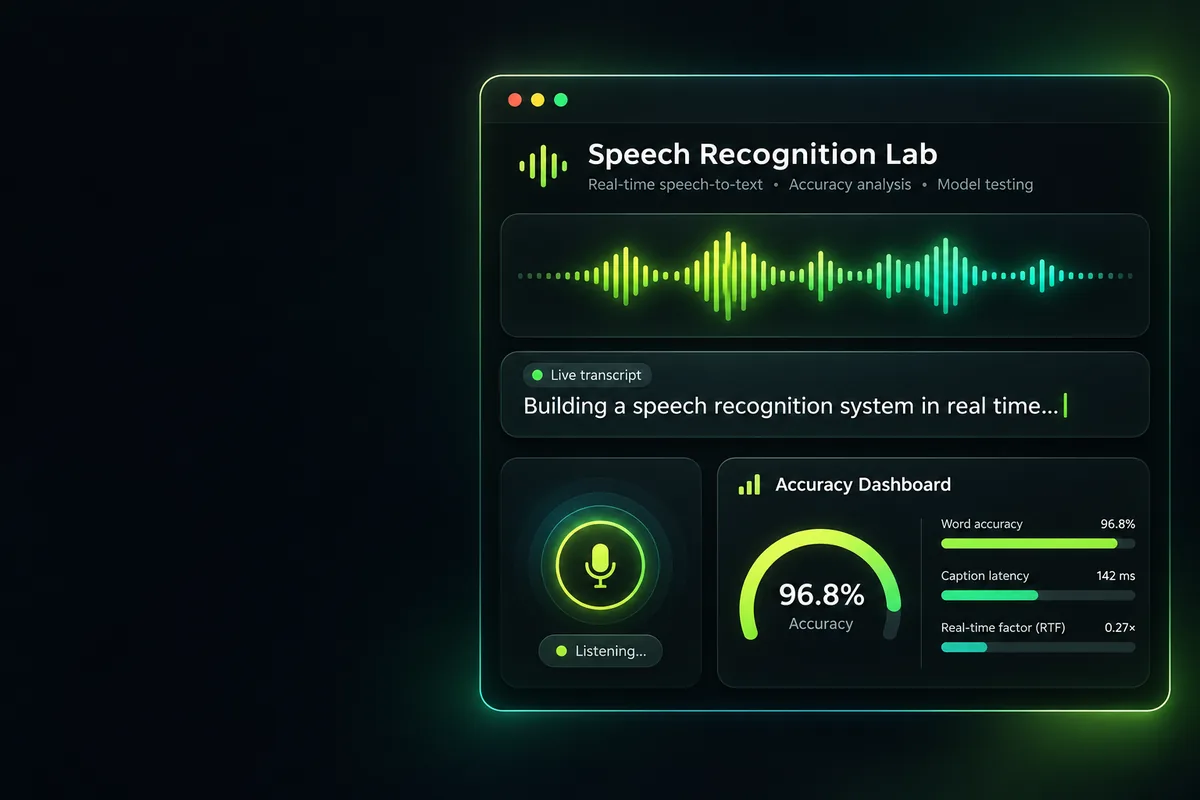 Speech Recognition Lab
Real-time speech-to-text • Accuracy analysis • Model testing
Live transcript
Building a speech recognition system in real time...
Listening...
Accuracy Dashboard
96.8%
Accuracy
Word accuracy 96.8%
Caption latency 142 ms
Real-time factor (RTF) 0.27×